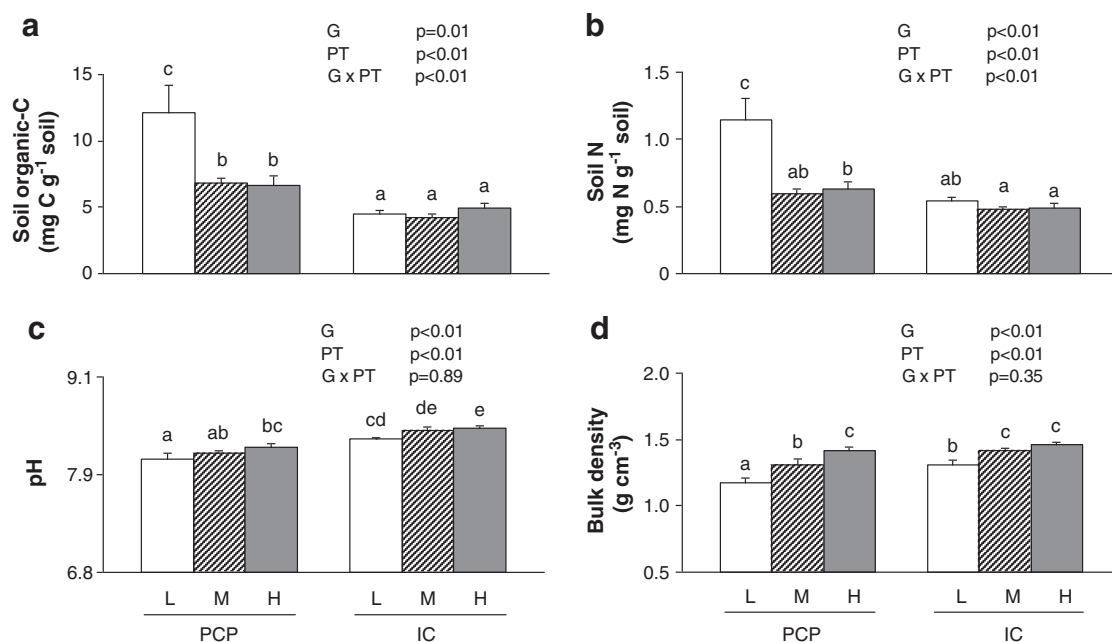 a
G p=0.01
PT p<0.01
G x PT p<0.01
Soil organic-C
(mg C g⁻¹ soil)
15
10
5
0
c
b
b
a
a
a
b
G p<0.01
PT p<0.01
G x PT p<0.01
Soil N
(mg N g⁻¹ soil)
1.5
1.0
0.5
0
c
ab
b
ab
a
a
c
G p<0.01
PT p<0.01
G x PT p=0.89
pH
9.1
7.9
6.8
a
ab
bc
cd
de
e
L M H L M H
PCP IC
d
G p<0.01
PT p<0.01
G x PT p=0.35
Bulk density
(g cm⁻³)
2.0
1.5
1.0
0.5
a
b
c
b
c
c
L M H L M H
PCP IC